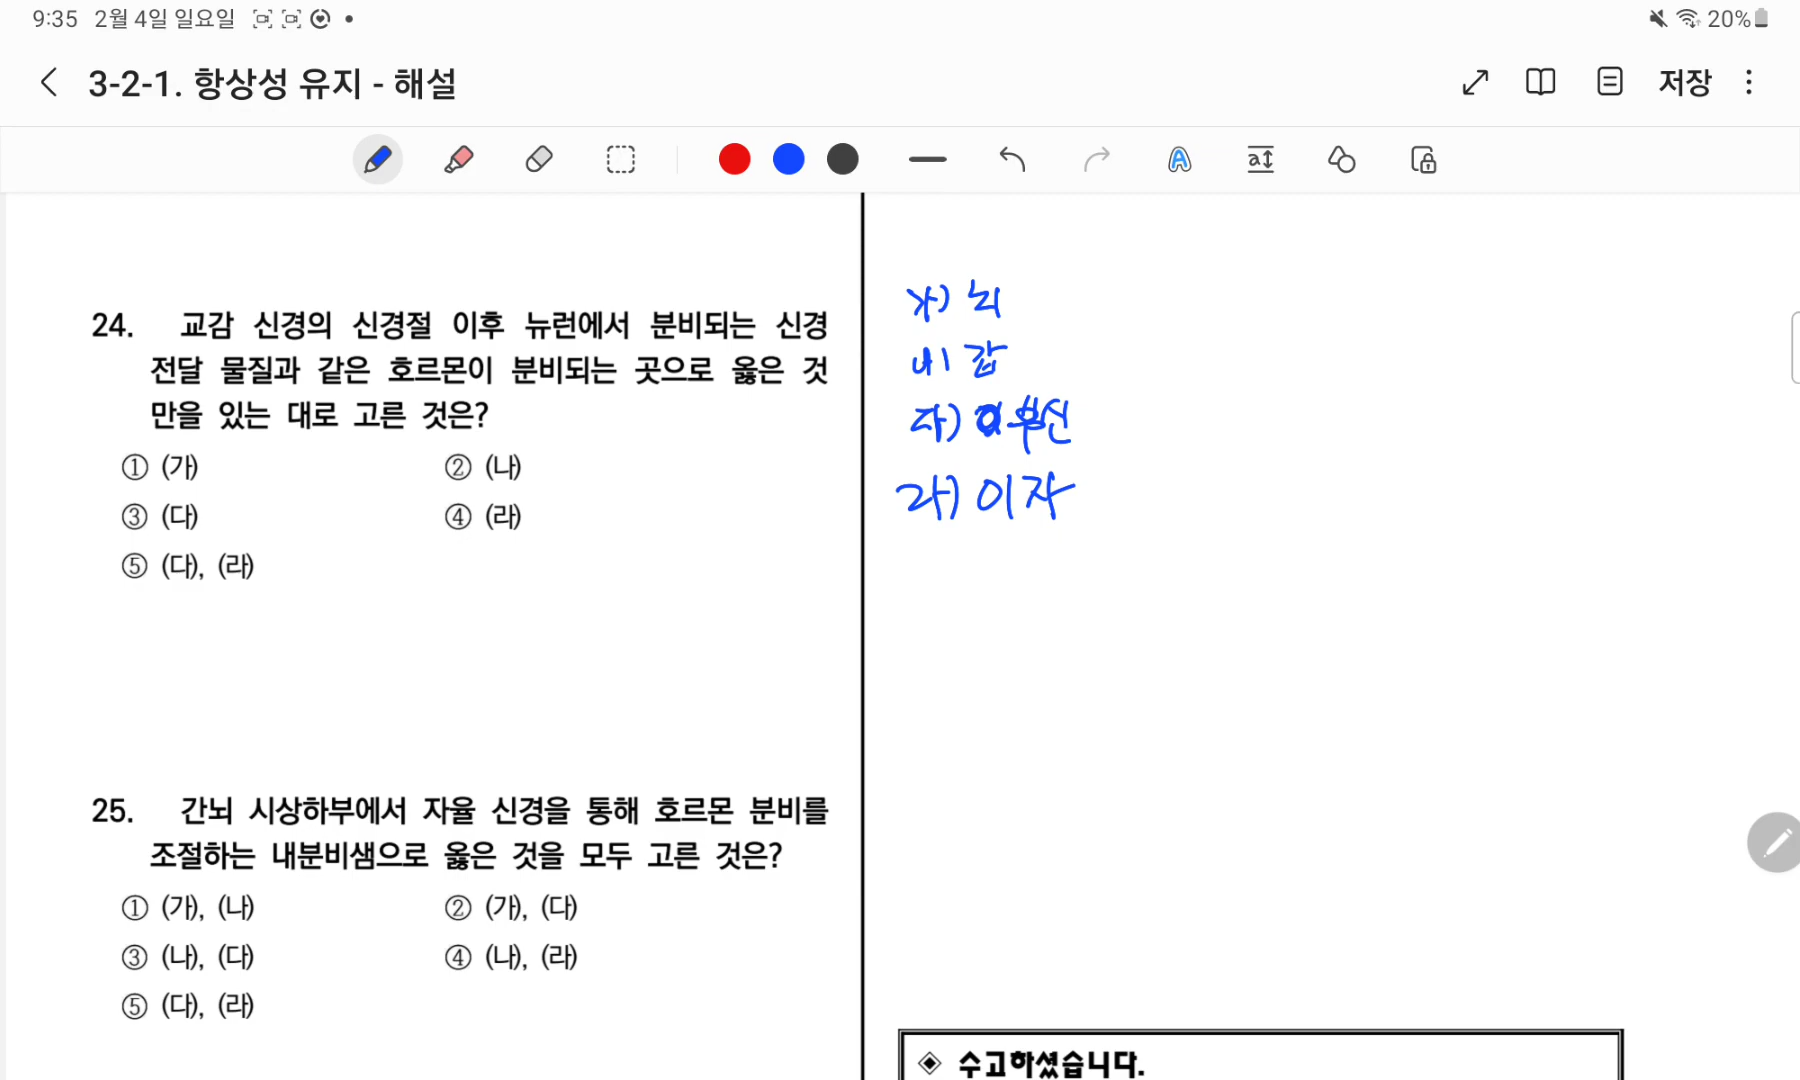 9:35 2월 4일 일요일
20%
3-2-1. 항상성 유지 - 해설
저장
24. 교감 신경의 신경절 이후 뉴런에서 분비되는 신경
전달 물질과 같은 호르몬이 분비되는 곳으로 옳은 것
만을 있는 대로 고른 것은?
① (가) ② (나)
③ (다) ④ (라)
⑤ (다), (라)
25. 간뇌 시상하부에서 자율 신경을 통해 호르몬 분비를
조절하는 내분비샘으로 옳은 것을 모두 고른 것은?
① (가), (나) ② (가), (다)
③ (나), (다) ④ (나), (라)
⑤ (다), (라)
가) 뇌
나) 갑
다) 부신
라) 이자
◈ 수고하셨습니다.